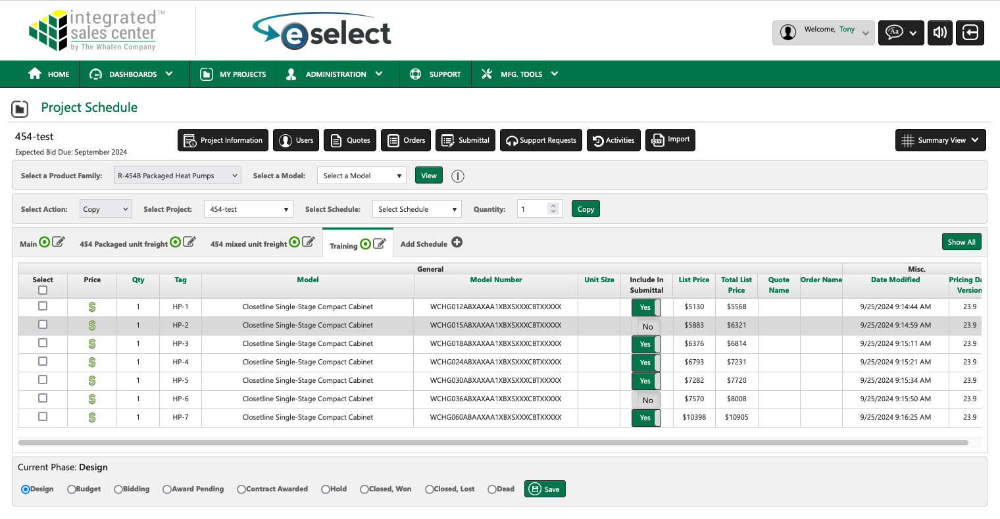 integrated™
sales center
by The Whalen Company
eselect
Welcome, Tony
Aa
HOME DASHBOARDS MY PROJECTS ADMINISTRATION SUPPORT MFG. TOOLS
Project Schedule
454-test
Expected Bid Due: September 2024
Project Information Users Quotes Orders Submittal Support Requests Activities Import Summary View
Select a Product Family: R-454B Packaged Heat Pumps Select a Model: Select a Model View i
Select Action: Copy Select Project: 454-test Select Schedule: Select Schedule Quantity: 1 Copy
Main 454 Packaged unit freight 454 mixed unit freight Training Add Schedule Show All
General Misc.
Select Price Qty Tag Model Model Number Unit Size Include In List Price Total List Quote Order Name Date Modified Pricing Da
Submittal Price Name Version
$ 1 HP-1 Closetline Single-Stage Compact Cabinet WCHG012ABXAXAA1XBXSXXXCBTXXXXX Yes $5130 $5568 9/25/2024 9:14:44 AM 23.9
$ 1 HP-2 Closetline Single-Stage Compact Cabinet WCHG015ABXAXAA1XBXSXXXCBTXXXXX No $5883 $6321 9/25/2024 9:14:59 AM 23.9
$ 1 HP-3 Closetline Single-Stage Compact Cabinet WCHG018ABXAXAA1XBXSXXXCBTXXXXX Yes $6376 $6814 9/25/2024 9:15:11 AM 23.9
$ 1 HP-4 Closetline Single-Stage Compact Cabinet WCHG024ABXAXAA1XBXSXXXCBTXXXXX Yes $6793 $7231 9/25/2024 9:15:21 AM 23.9
$ 1 HP-5 Closetline Single-Stage Compact Cabinet WCHG030ABXAXAA1XBXSXXXCBTXXXXX Yes $7282 $7720 9/25/2024 9:15:34 AM 23.9
$ 1 HP-6 Closetline Single-Stage Compact Cabinet WCHG036ABXAXAA1XBXSXXXCBTXXXXX No $7570 $8008 9/25/2024 9:15:50 AM 23.9
$ 1 HP-7 Closetline Single-Stage Compact Cabinet WCHG060ABAAXAA1XBXSXXXCBTXXXXX Yes $10398 $10905 9/25/2024 9:16:25 AM 23.9
Current Phase: Design
Design Budget Bidding Award Pending Contract Awarded Hold Closed, Won Closed, Lost Dead Save